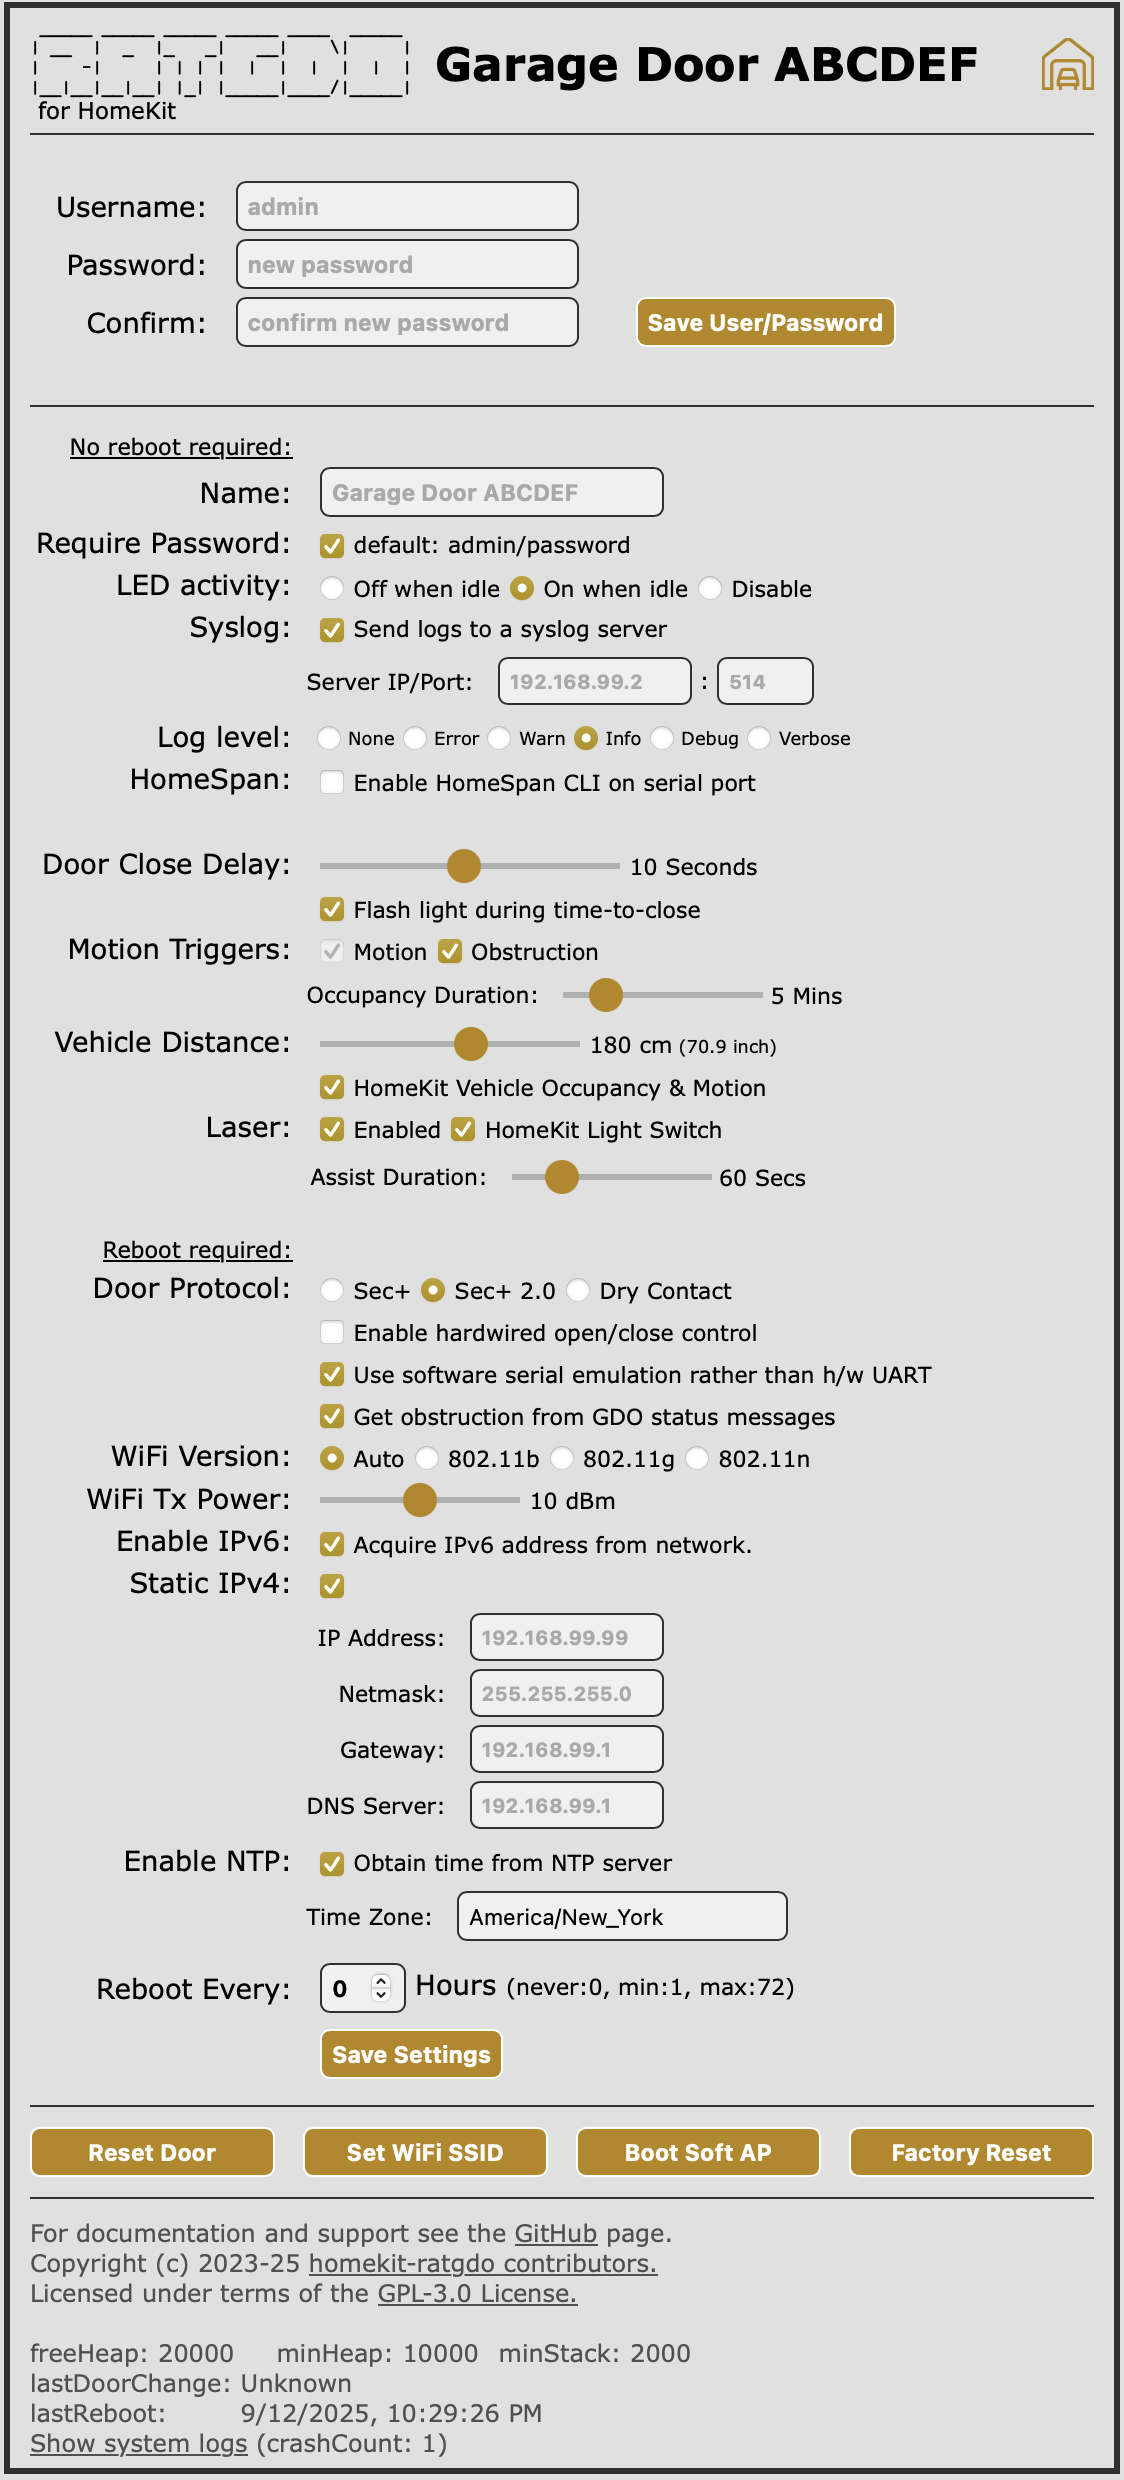 Garage Door ABCDEF
for HomeKit
Username: admin
Password: new password
Confirm: confirm new password Save User/Password
No reboot required:
Name: Garage Door ABCDEF
Require Password: default: admin/password
LED activity: Off when idle On when idle Disable
Syslog: Send logs to a syslog server
Server IP/Port: 192.168.99.2 : 514
Log level: None Error Warn Info Debug Verbose
HomeSpan: Enable HomeSpan CLI on serial port
Door Close Delay: 10 Seconds
Flash light during time-to-close
Motion Triggers: Motion Obstruction
Occupancy Duration: 5 Mins
Vehicle Distance: 180 cm (70.9 inch)
HomeKit Vehicle Occupancy & Motion
Laser: Enabled HomeKit Light Switch
Assist Duration: 60 Secs
Reboot required:
Door Protocol: Sec+ Sec+ 2.0 Dry Contact
Enable hardwired open/close control
Use software serial emulation rather than h/w UART
Get obstruction from GDO status messages
WiFi Version: Auto 802.11b 802.11g 802.11n
WiFi Tx Power: 10 dBm
Enable IPv6: Acquire IPv6 address from network.
Static IPv4:
IP Address: 192.168.99.99
Netmask: 255.255.255.0
Gateway: 192.168.99.1
DNS Server: 192.168.99.1
Enable NTP: Obtain time from NTP server
Time Zone: America/New_York
Reboot Every: 0 Hours (never:0, min:1, max:72)
Save Settings
Reset Door Set WiFi SSID Boot Soft AP Factory Reset
For documentation and support see the GitHub page.
Copyright (c) 2023-25 homekit-ratgdo contributors.
Licensed under terms of the GPL-3.0 License.
freeHeap: 20000 minHeap: 10000 minStack: 2000
lastDoorChange: Unknown
lastReboot: 9/12/2025, 10:29:26 PM
Show system logs (crashCount: 1)